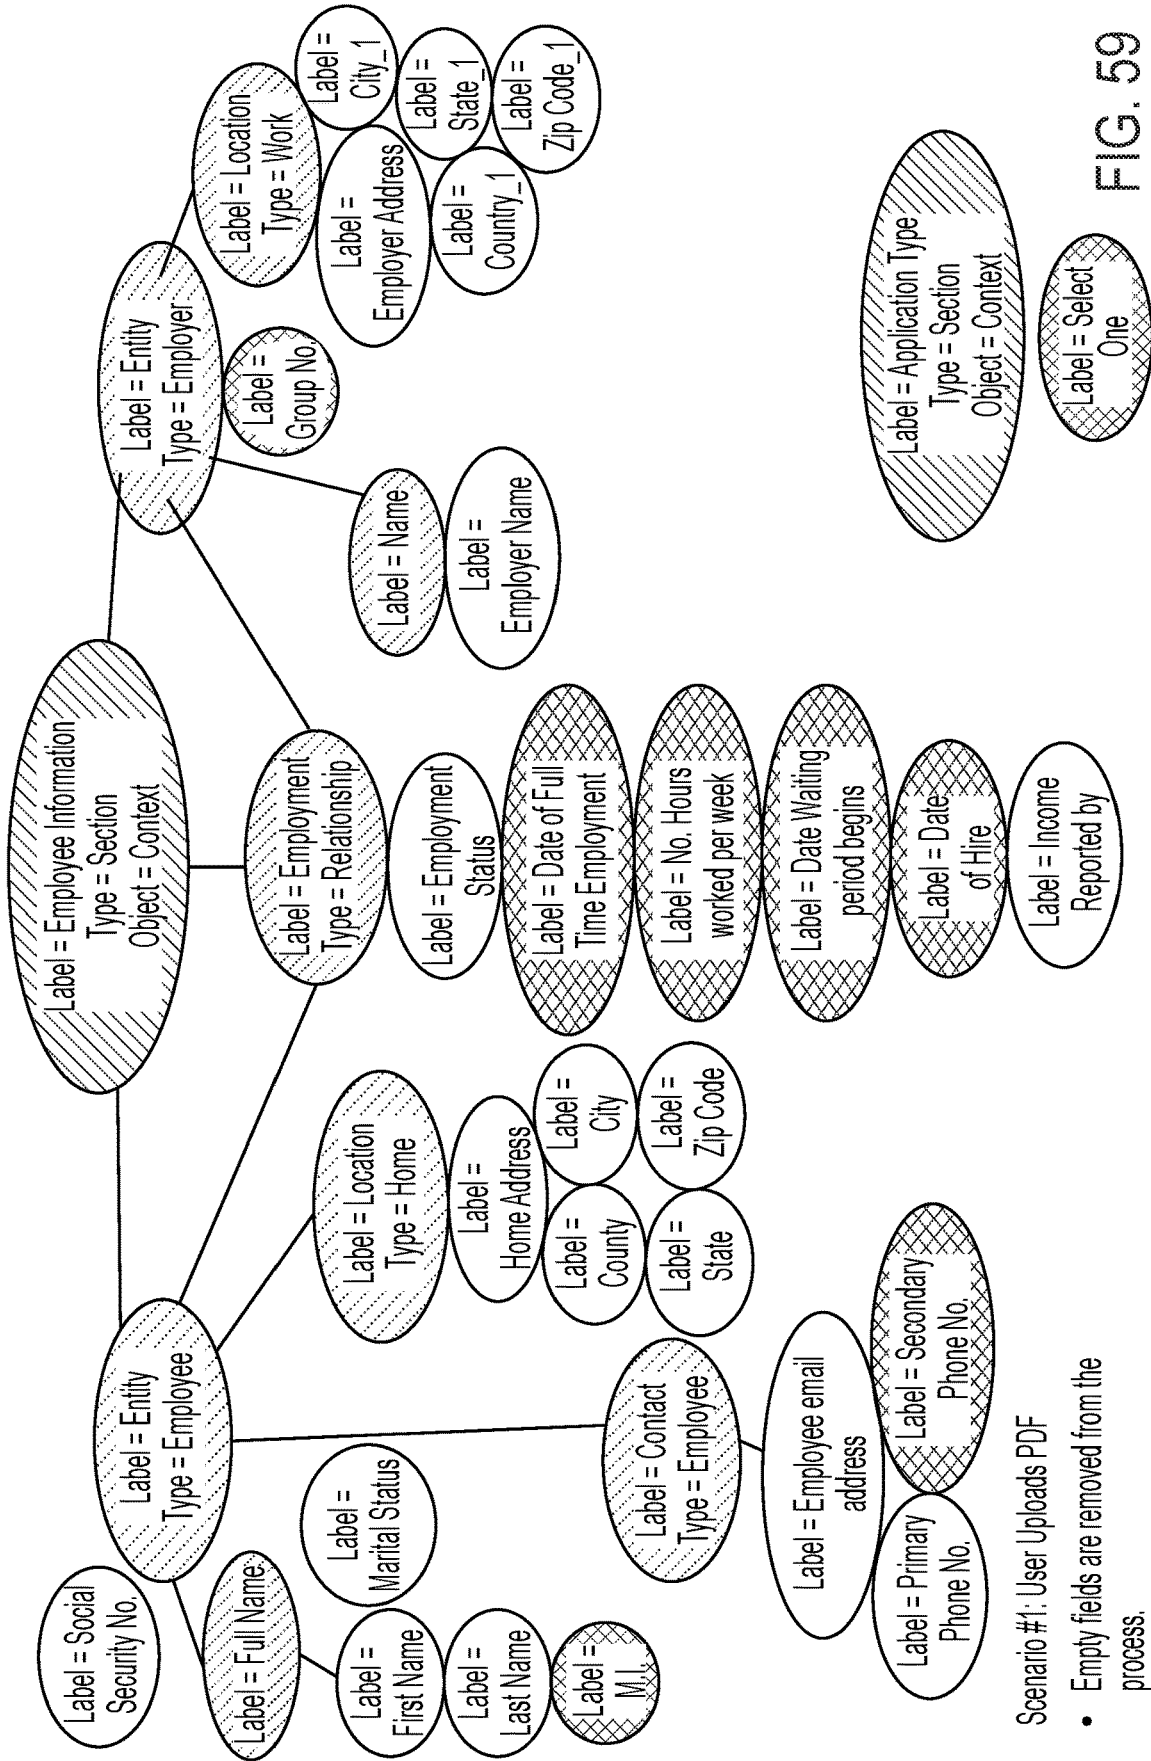 Label = Employee Information
Type = Section
Object = Context
Label = Entity
Type = Employee
Label = Social
Security No.
Label = Full Name
Label =
First Name
Label =
Last Name
Label =
M.I.
Label =
Marital Status
Label = Contact
Type = Employee
Label = Employee email
address
Label = Primary
Phone No.
Label = Secondary
Phone No.
Label = Location
Type = Home
Label =
Home Address
Label =
County
Label =
City
Label =
State
Label =
Zip Code
Label = Employment
Type = Relationship
Label = Employment
Status
Label = Date of Full
Time Employment
Label = No. Hours
worked per week
Label = Date Waiting
period begins
Label = Date
of Hire
Label = Income
Reported by
Label = Entity
Type = Employer
Label =
Group No.
Label = Name
Label =
Employer Name
Label = Location
Type = Work
Label =
Employer Address
Label =
City_1
Label =
Country_1
Label =
State_1
Label =
Zip Code_1
Label = Application Type
Type = Section
Object = Context
Label = Select
One
Scenario #1: User Uploads PDF
• Empty fields are removed from the
process.
FIG. 59